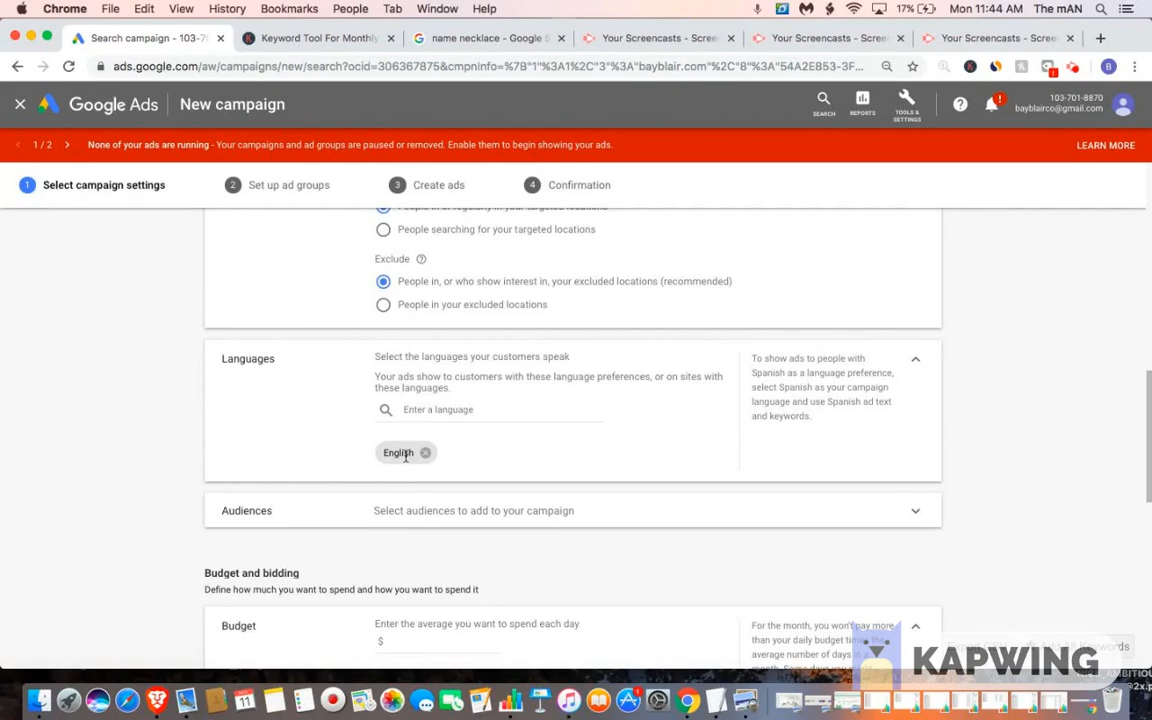 Chrome File Edit View History Bookmarks People Tab Window Help 17% Mon 11:44 AM The mAN
Search campaign - 103-70 Keyword Tool For Monthly name necklace - Google S Your Screencasts - Scree Your Screencasts - Scree Your Screencasts - Scree
ads.google.com/aw/campaigns/new/search?ocid=306367875&cmpnInfo=%7B"1"%3A1%2C"3"%3A"bayblair.com"%2C"8"%3A"54A2E853-3F... B
Google Ads New campaign SEARCH REPORTS TOOLS & SETTINGS 103-701-8870 bayblairco@gmail.com
1 / 2 None of your ads are running - Your campaigns and ad groups are paused or removed. Enable them to begin showing your ads. LEARN MORE
1 Select campaign settings 2 Set up ad groups 3 Create ads 4 Confirmation
People in or regularly in your targeted locations
People searching for your targeted locations
Exclude
People in, or who show interest in, your excluded locations (recommended)
People in your excluded locations
Languages
Select the languages your customers speak
Your ads show to customers with these language preferences, or on sites with
these languages.
Enter a language
English
To show ads to people with
Spanish as a language preference,
select Spanish as your campaign
language and use Spanish ad text
and keywords.
Audiences Select audiences to add to your campaign
Budget and bidding
Define how much you want to spend and how you want to spend it
Budget
Enter the average you want to spend each day
$
For the month, you won't pay more
than your daily budget times the
average number of days in a
month. Some days you
KAPWING